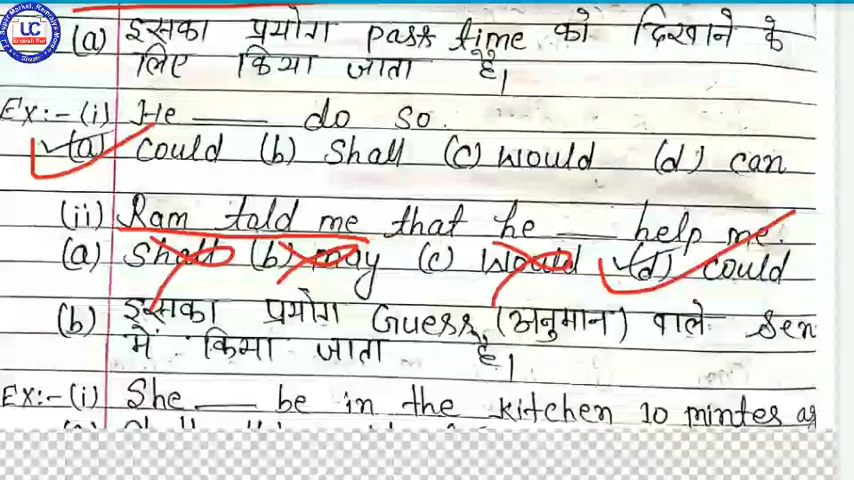 LC
(a) इसका प्रयोग pass time को दिखाने के
लिए किया जाता है।
Ex:-(i) He ___ do so.
(a) could (b) Shall (c) would (d) can
(ii) Ram told me that he ___ help me.
(a) Shall (b) may (c) would (d) could
(b) इसका प्रयोग Guess (अनुमान) वाले Sen
में किया जाता है।
Ex:-(i) She ___ be in the kitchen 10 mintes